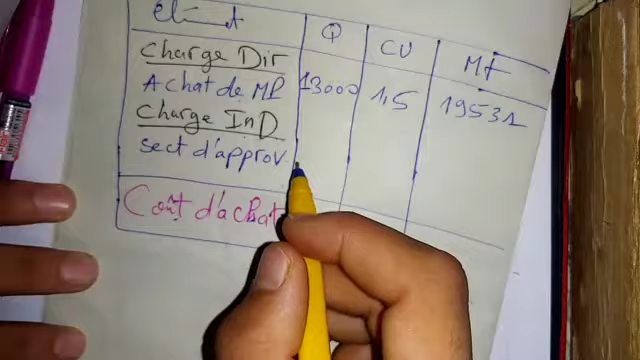 Elément Q CU Mt
Charge Dir
Achat de MP 13000 1,5 19531
Charge InD
sect d'approv.
Coût d'achat